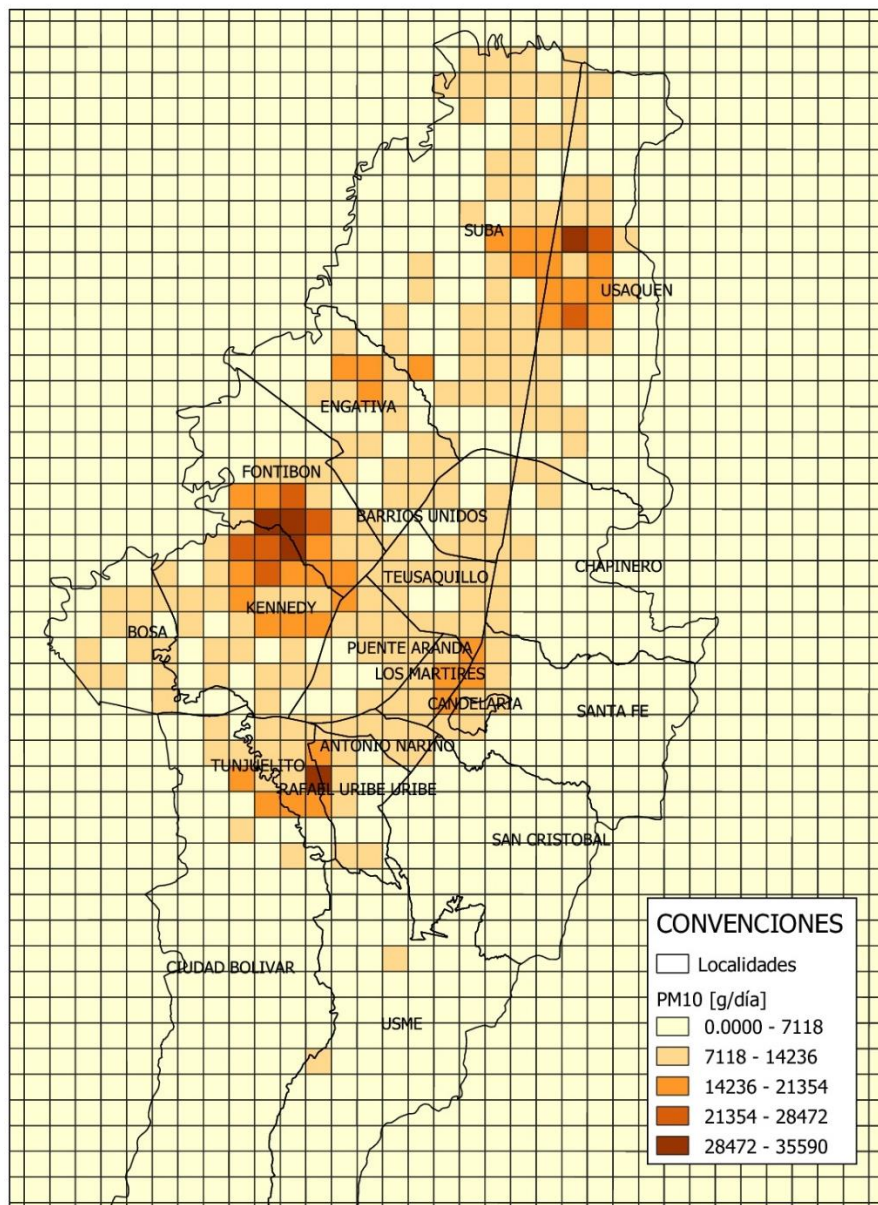 SUBA
USAQUEN
ENGATIVA
FONTIBON
BARRIOS UNIDOS
CHAPINERO
TEUSAQUILLO
KENNEDY
BOSA
PUENTE ARANDA
LOS MARTIRES
CANDELARIA
SANTA FE
ANTONIO NARIÑO
TUNJUELITO
RAFAEL URIBE URIBE
SAN CRISTOBAL
CIUDAD BOLIVAR
USME
CONVENCIONES
Localidades
PM10 [g/día]
0.0000 - 7118
7118 - 14236
14236 - 21354
21354 - 28472
28472 - 35590